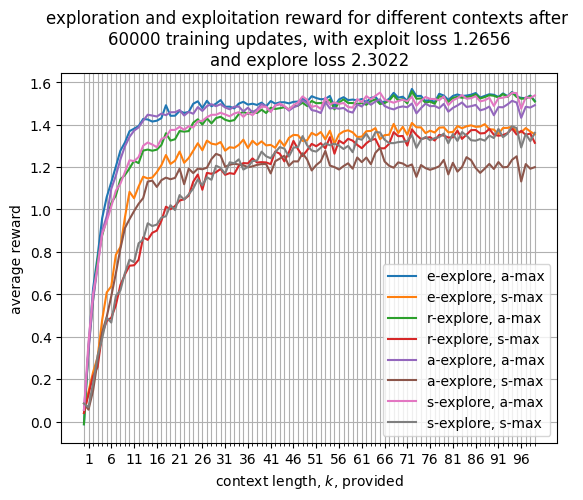 exploration and exploitation reward for different contexts after
60000 training updates, with exploit loss 1.2656
and explore loss 2.3022
1.6
1.4
1.2
1.0
0.8
0.6
0.4
0.2
0.0
average reward
e-explore, a-max
e-explore, s-max
r-explore, a-max
r-explore, s-max
a-explore, a-max
a-explore, s-max
s-explore, a-max
s-explore, s-max
1 6 11 16 21 26 31 36 41 46 51 56 61 66 71 76 81 86 91 96
context length, k, provided